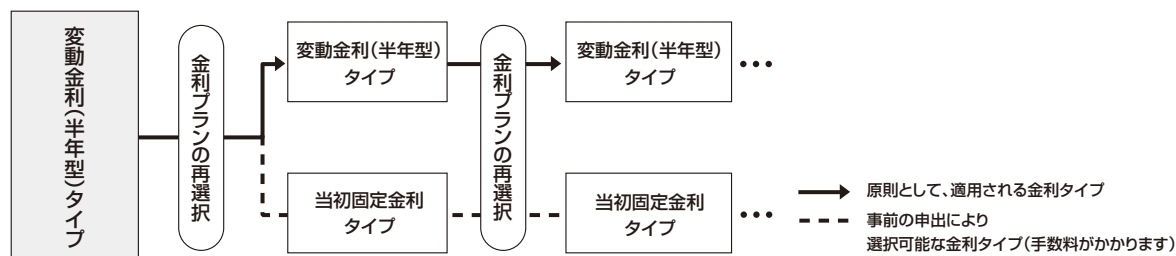 変動金利(半年型)タイプ
金利プランの再選択
変動金利(半年型)
タイプ
金利プランの再選択
変動金利(半年型)
タイプ
•••
当初固定金利
タイプ
当初固定金利
タイプ
•••
原則として、適用される金利タイプ
事前の申出により
選択可能な金利タイプ(手数料がかかります)